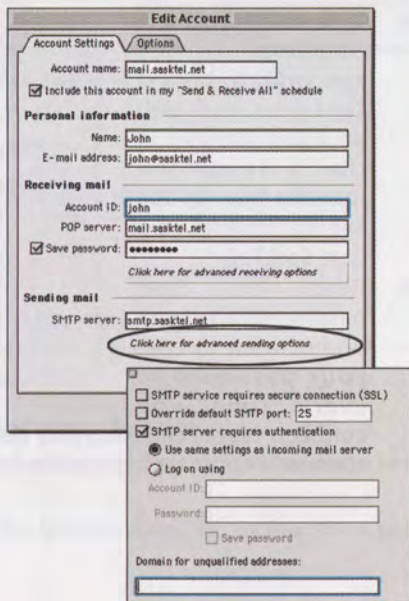 Edit Account
Account Settings
Options
Account name: mail.sasktel.net
Include this account in my "Send & Receive All" schedule
Personal information
Name: John
E-mail address: john@sasktel.net
Receiving mail
Account ID: john
POP server: mail.sasktel.net
Save password: ••••••••
Click here for advanced receiving options
Sending mail
SMTP server: smtp.sasktel.net
Click here for advanced sending options
SMTP service requires secure connection (SSL)
Override default SMTP port: 25
SMTP server requires authentication
Use same settings as incoming mail server
Log on using
Account ID:
Password:
Save password
Domain for unqualified addresses: